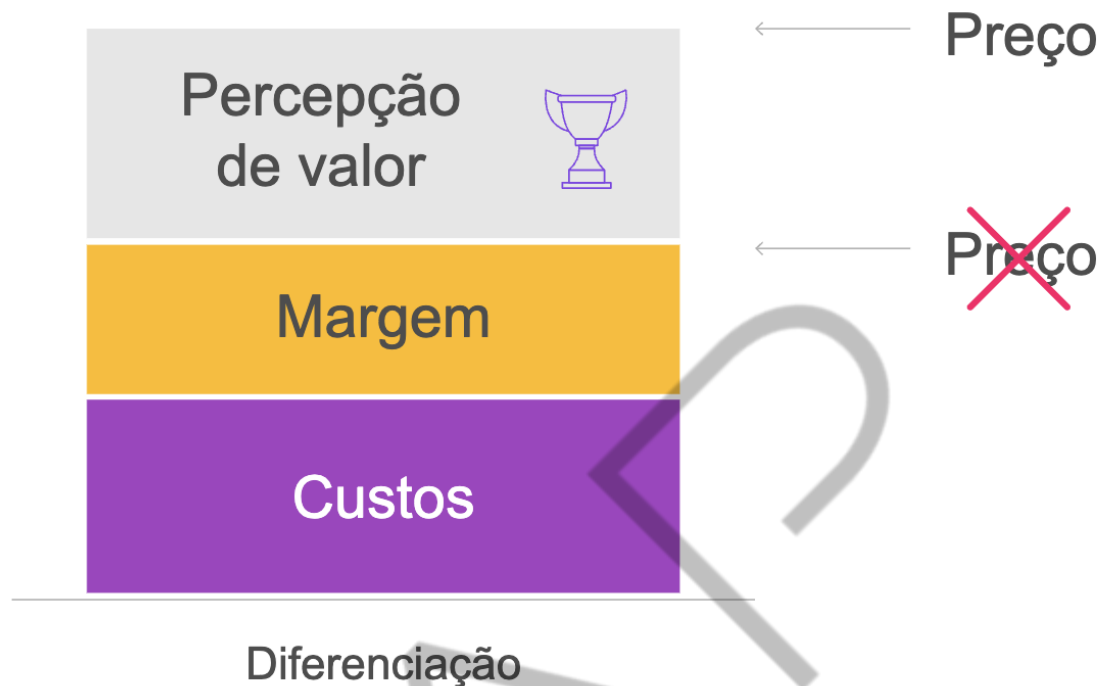 Preço
Percepção
de valor
Preço
Margem
Custos
Diferenciação